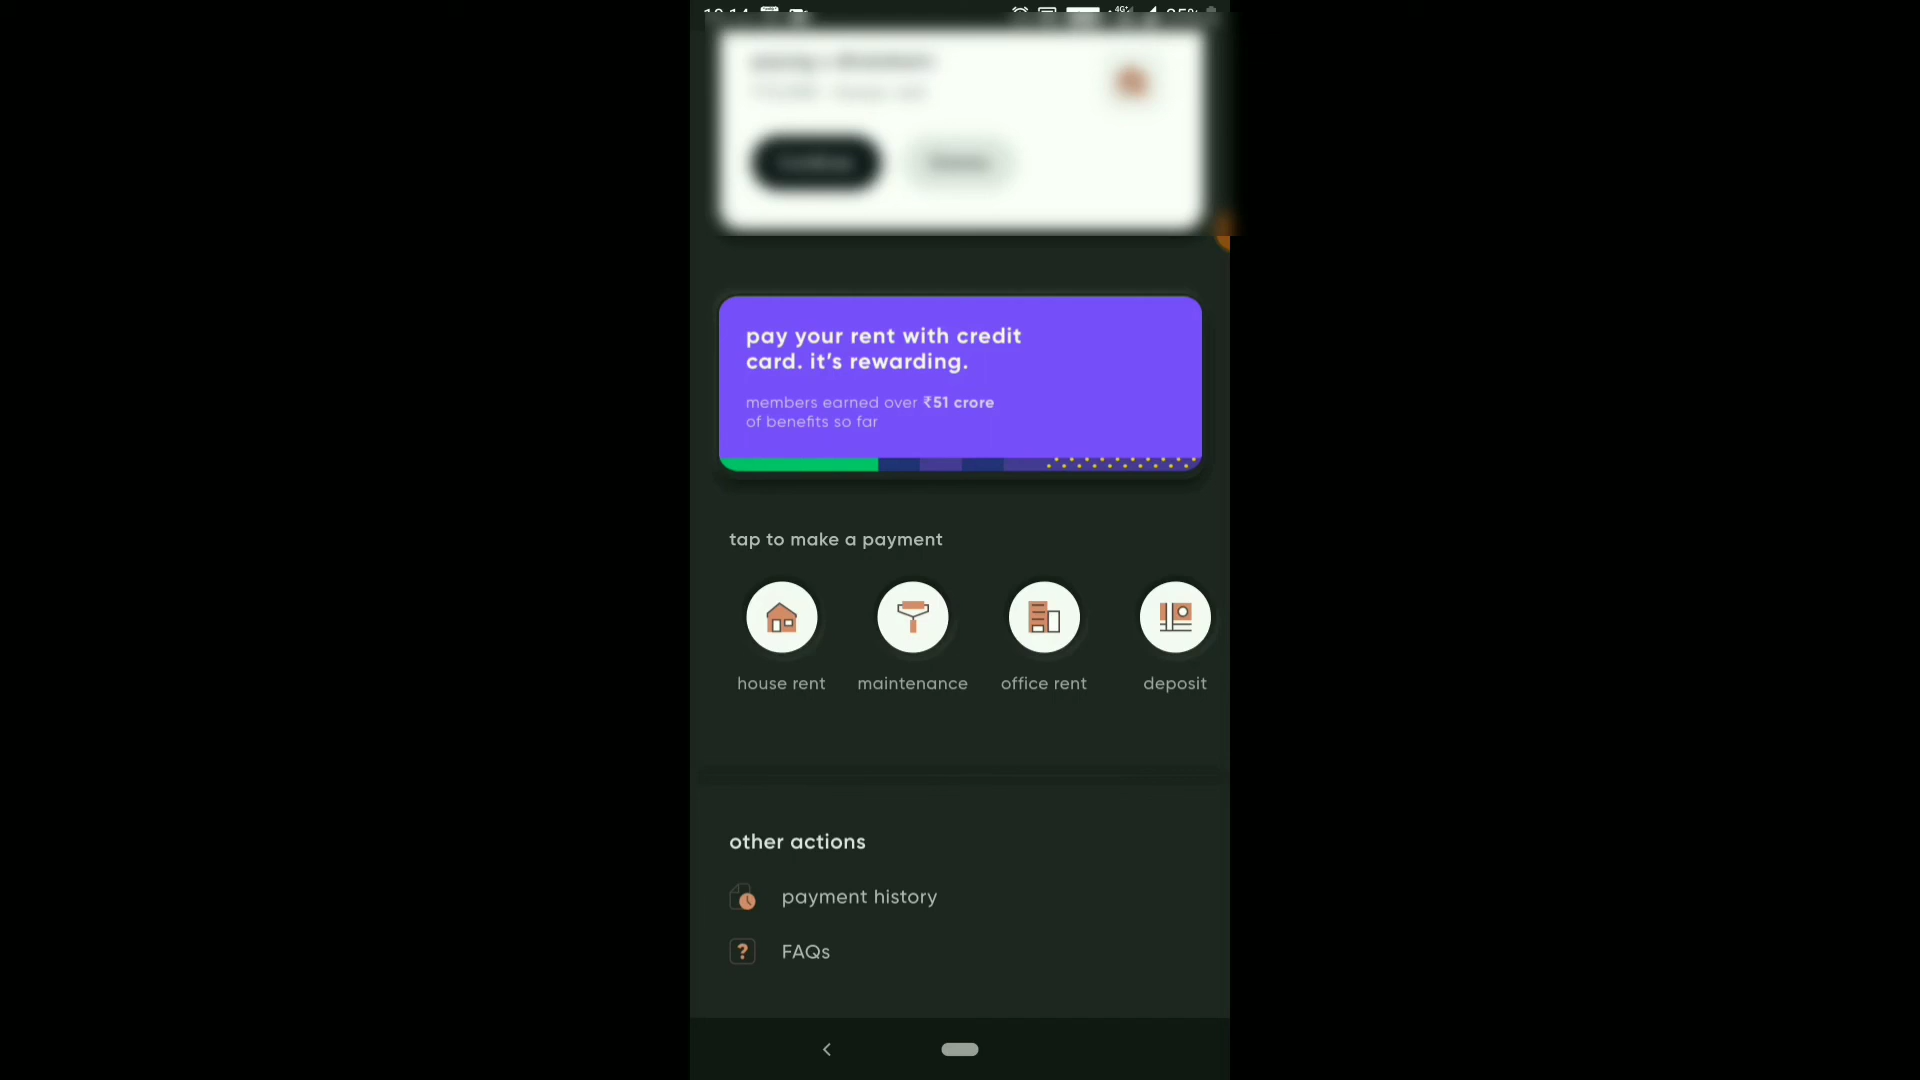 pay your rent with credit
card. it's rewarding.
members earned over ₹51 crore
of benefits so far
tap to make a payment
house rent
maintenance
office rent
deposit
other actions
payment history
? FAQs